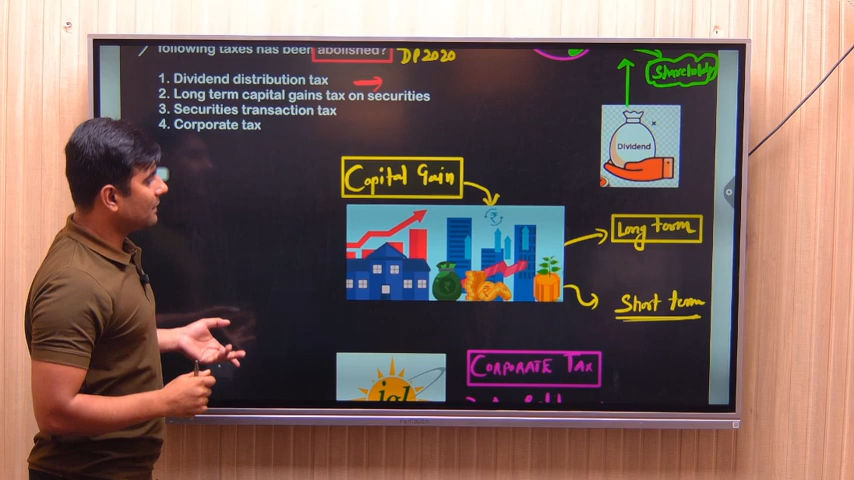 following taxes has been abolished? DP2020
1. Dividend distribution tax
2. Long term capital gains tax on securities
3. Securities transaction tax
4. Corporate tax
Shareholder
Dividend
Capital Gain
Long term
Short term
CORPORATE TAX